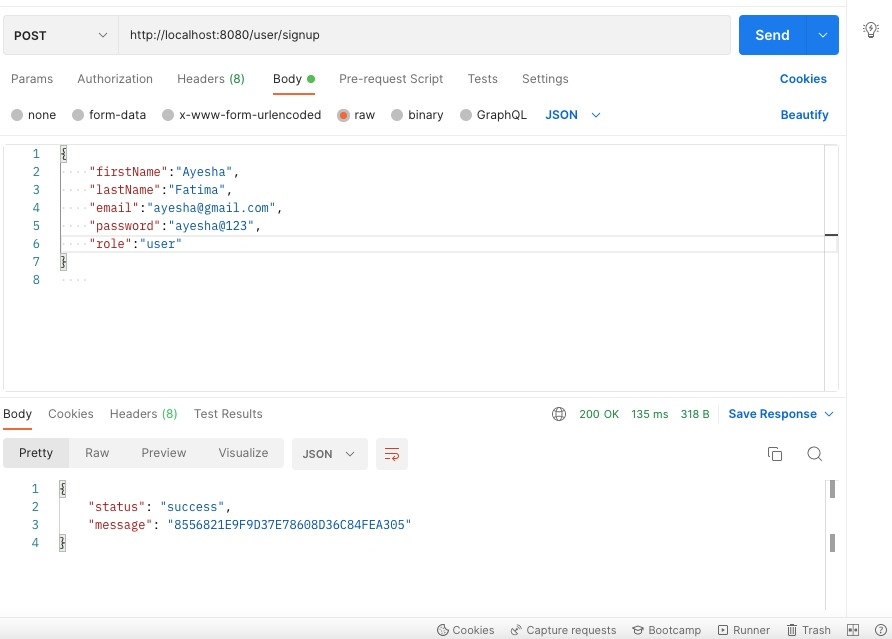 POST http://localhost:8080/user/signup Send
Params Authorization Headers (8) Body Pre-request Script Tests Settings Cookies
none form-data x-www-form-urlencoded raw binary GraphQL JSON Beautify
1 {
2 "firstName":"Ayesha",
3 "lastName":"Fatima",
4 "email":"ayesha@gmail.com",
5 "password":"ayesha@123",
6 "role":"user"
7 }
8
Body Cookies Headers (8) Test Results 200 OK 135 ms 318 B Save Response
Pretty Raw Preview Visualize JSON
1 {
2 "status": "success",
3 "message": "8556821E9F9D37E78608D36C84FEA305"
4 }
Cookies Capture requests Bootcamp Runner Trash